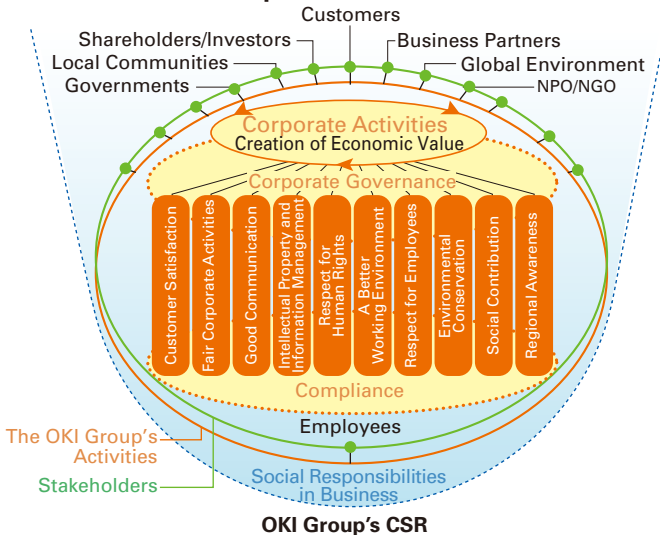 Customers
Shareholders/Investors
Business Partners
Local Communities
Global Environment
Governments
NPO/NGO
Corporate Activities
Creation of Economic Value
Corporate Governance
Customer Satisfaction
Fair Corporate Activities
Good Communication
Intellectual Property and
Information Management
Respect for
Human Rights
A Better
Working Environment
Respect for Employees
Environmental
Conservation
Social Contribution
Regional Awareness
Compliance
Employees
The OKI Group's
Activities
Stakeholders
Social Responsibilities
in Business
OKI Group's CSR